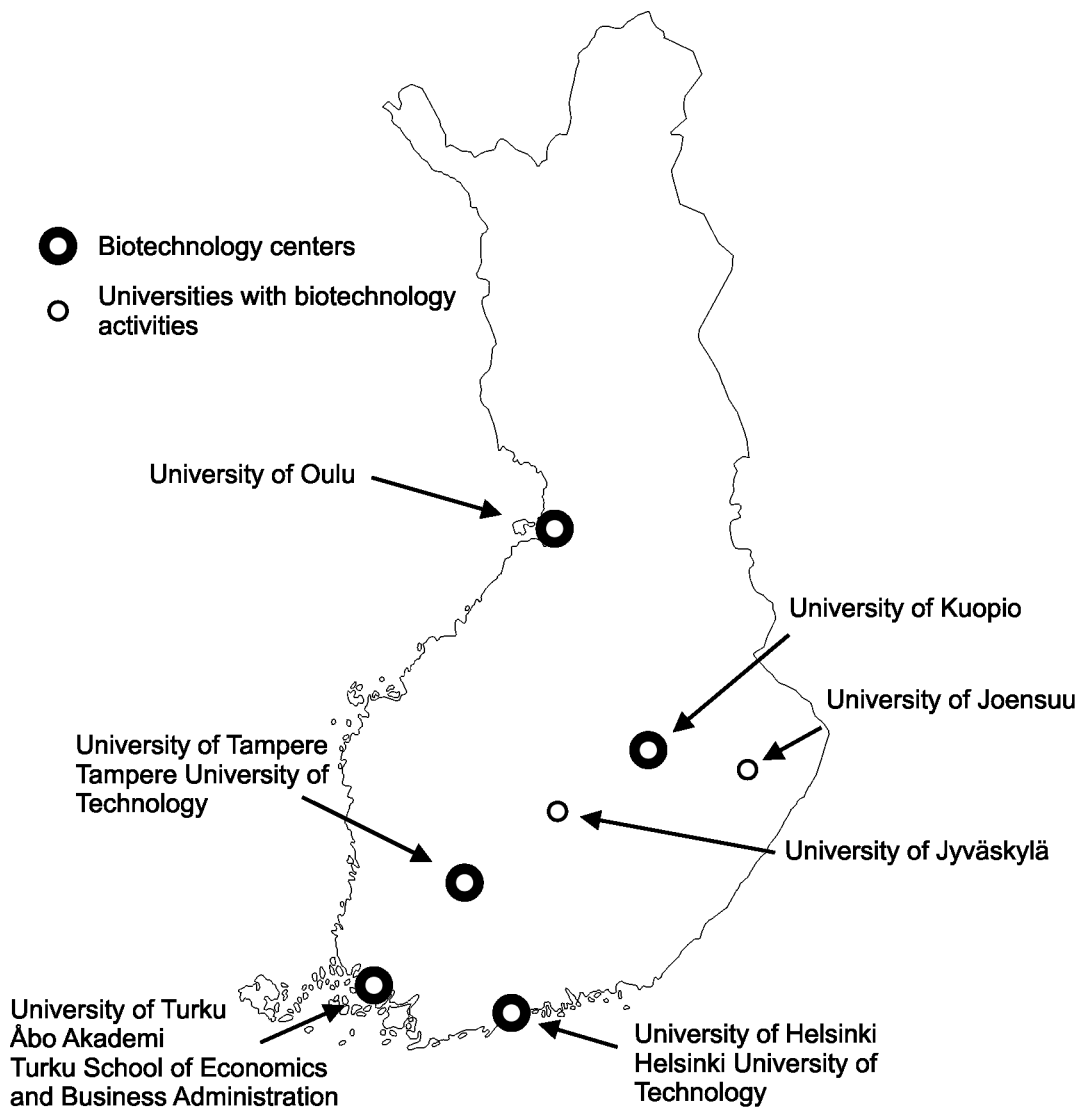 Biotechnology centers
Universities with biotechnology
activities
University of Oulu
University of Kuopio
University of Joensuu
University of Tampere
Tampere University of
Technology
University of Jyväskylä
University of Turku
Åbo Akademi
Turku School of Economics
and Business Administration
University of Helsinki
Helsinki University of
Technology